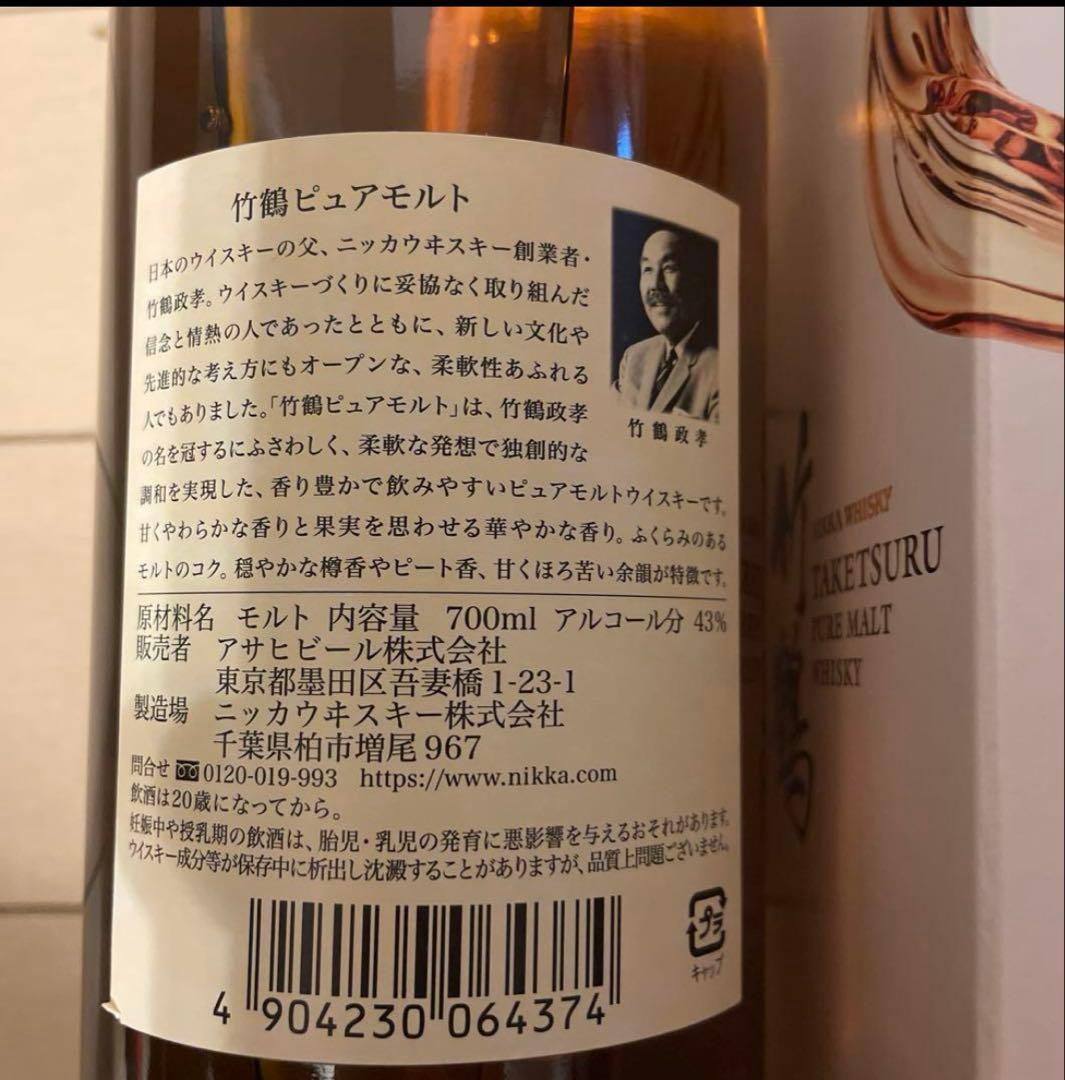 竹鶴ピュアモルト
日本のウイスキーの父、ニッカウヰスキー創業者・
竹鶴政孝。ウイスキーづくりに妥協なく取り組んだ
信念と情熱の人であったとともに、新しい文化や
先進的な考え方にもオープンな、柔軟性あふれる
人でもありました。「竹鶴ピュアモルト」は、竹鶴政孝
の名を冠するにふさわしく、柔軟な発想で独創的な
調和を実現した、香り豊かで飲みやすいピュアモルトウイスキーです。
甘くやわらかな香りと果実を思わせる華やかな香り。ふくらみのある
モルトのコク。穏やかな樽香やピート香、甘くほろ苦い余韻が特徴です。
竹鶴政孝
原材料名 モルト 内容量 700ml アルコール分 43%
販売者 アサヒビール株式会社
東京都墨田区吾妻橋1-23-1
製造場 ニッカウヰスキー株式会社
千葉県柏市増尾967
問合せ 0120-019-993 https://www.nikka.com
飲酒は20歳になってから。
妊娠中や授乳期の飲酒は、胎児・乳児の発育に悪影響を与えるおそれがあります。
ウイスキー成分等が保存中に析出し沈澱することがありますが、品質上問題ございません。
プラ
キャップ
4 904230 064374
NIKKA WHISKY
TAKETSURU
PURE MALT
WHISKY